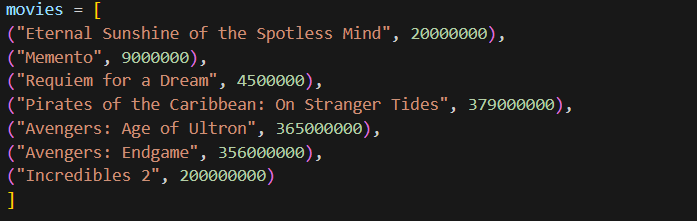 movies = [
("Eternal Sunshine of the Spotless Mind", 20000000),
("Memento", 9000000),
("Requiem for a Dream", 4500000),
("Pirates of the Caribbean: On Stranger Tides", 379000000),
("Avengers: Age of Ultron", 365000000),
("Avengers: Endgame", 356000000),
("Incredibles 2", 200000000)
]